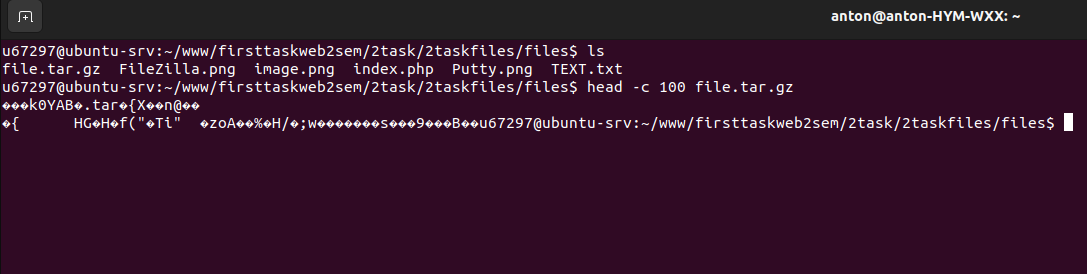 anton@anton-HYM-WXX: ~
u67297@ubuntu-srv:~/www/firsttaskweb2sem/2task/2taskfiles/files$ ls
file.tar.gz  FileZilla.png  image.png  index.php  Putty.png  TEXT.txt
u67297@ubuntu-srv:~/www/firsttaskweb2sem/2task/2taskfiles/files$ head -c 100 file.tar.gz
���k0YAB�.tar�{X��n@��
�{      HG�H�f("�Ti"  �zoA��%�H/�;w�������s���9���B��u67297@ubuntu-srv:~/www/firsttaskweb2sem/2task/2taskfiles/files$